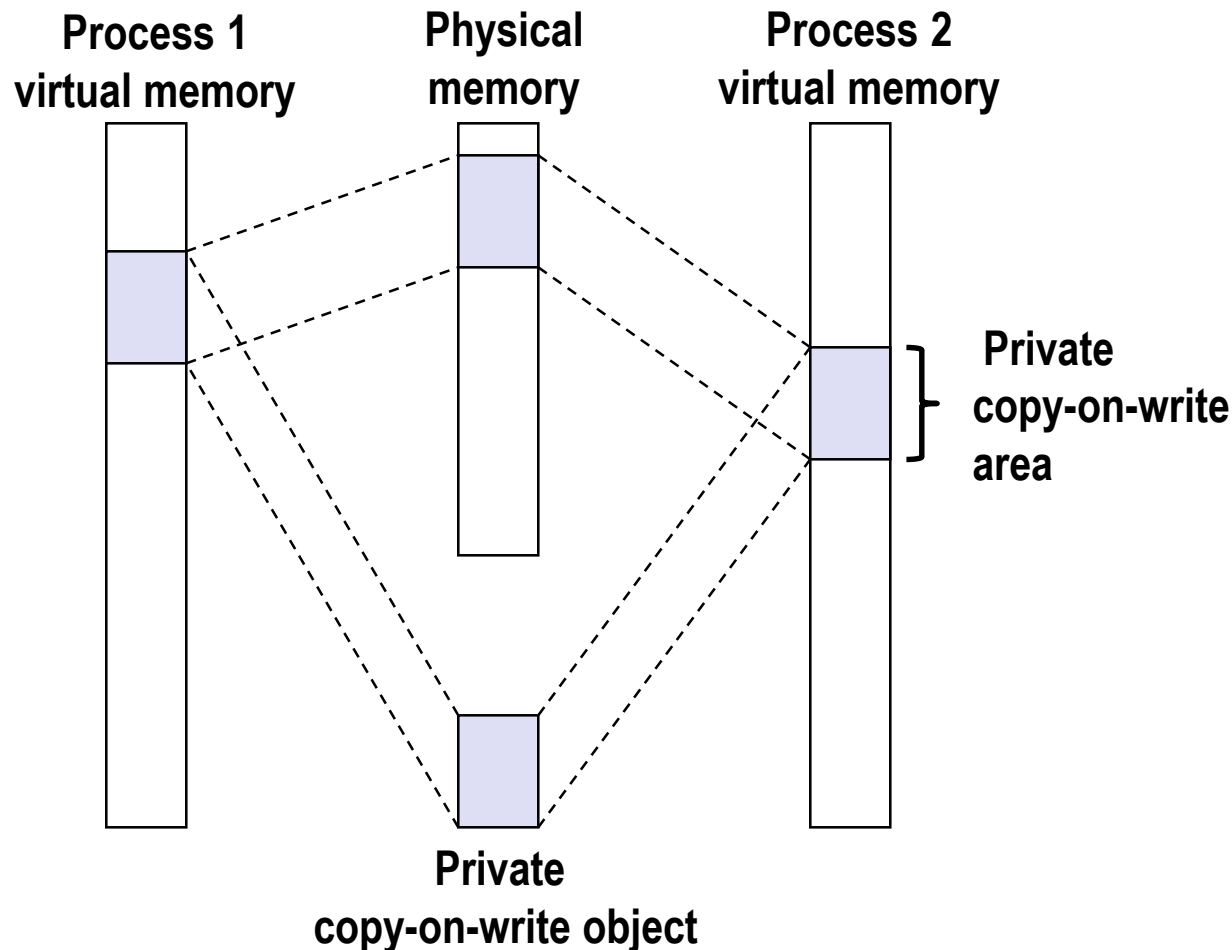 Process 1
virtual memory
Physical
memory
Process 2
virtual memory
Private
copy-on-write
area
Private
copy-on-write object